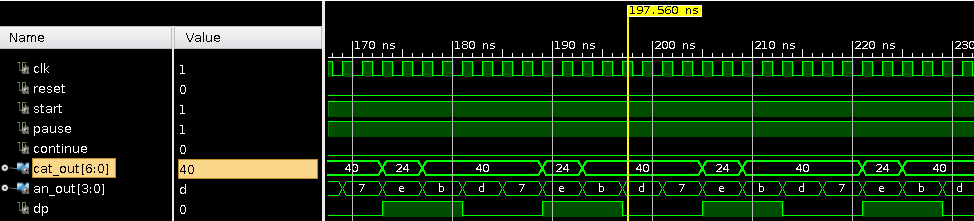 197.560 ns
Name Value
170 ns 180 ns 190 ns 200 ns 210 ns 220 ns 230
clk 1
reset 0
start 1
pause 1
continue 0
cat_out[6:0] 40 40 24 40 24 40 24 40 24 40
an_out[3:0] d 7 e b d 7 e b d 7 e b d 7 e b d
dp 0